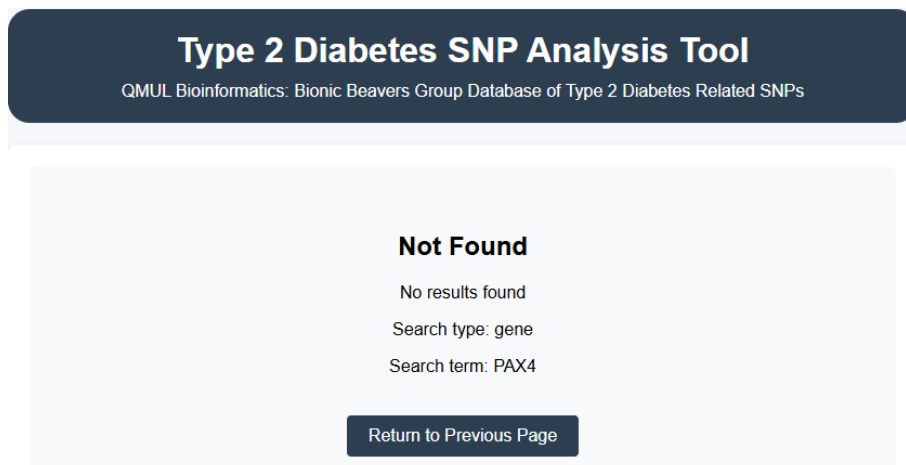 Type 2 Diabetes SNP Analysis Tool
QMUL Bioinformatics: Bionic Beavers Group Database of Type 2 Diabetes Related SNPs
Not Found
No results found
Search type: gene
Search term: PAX4
Return to Previous Page